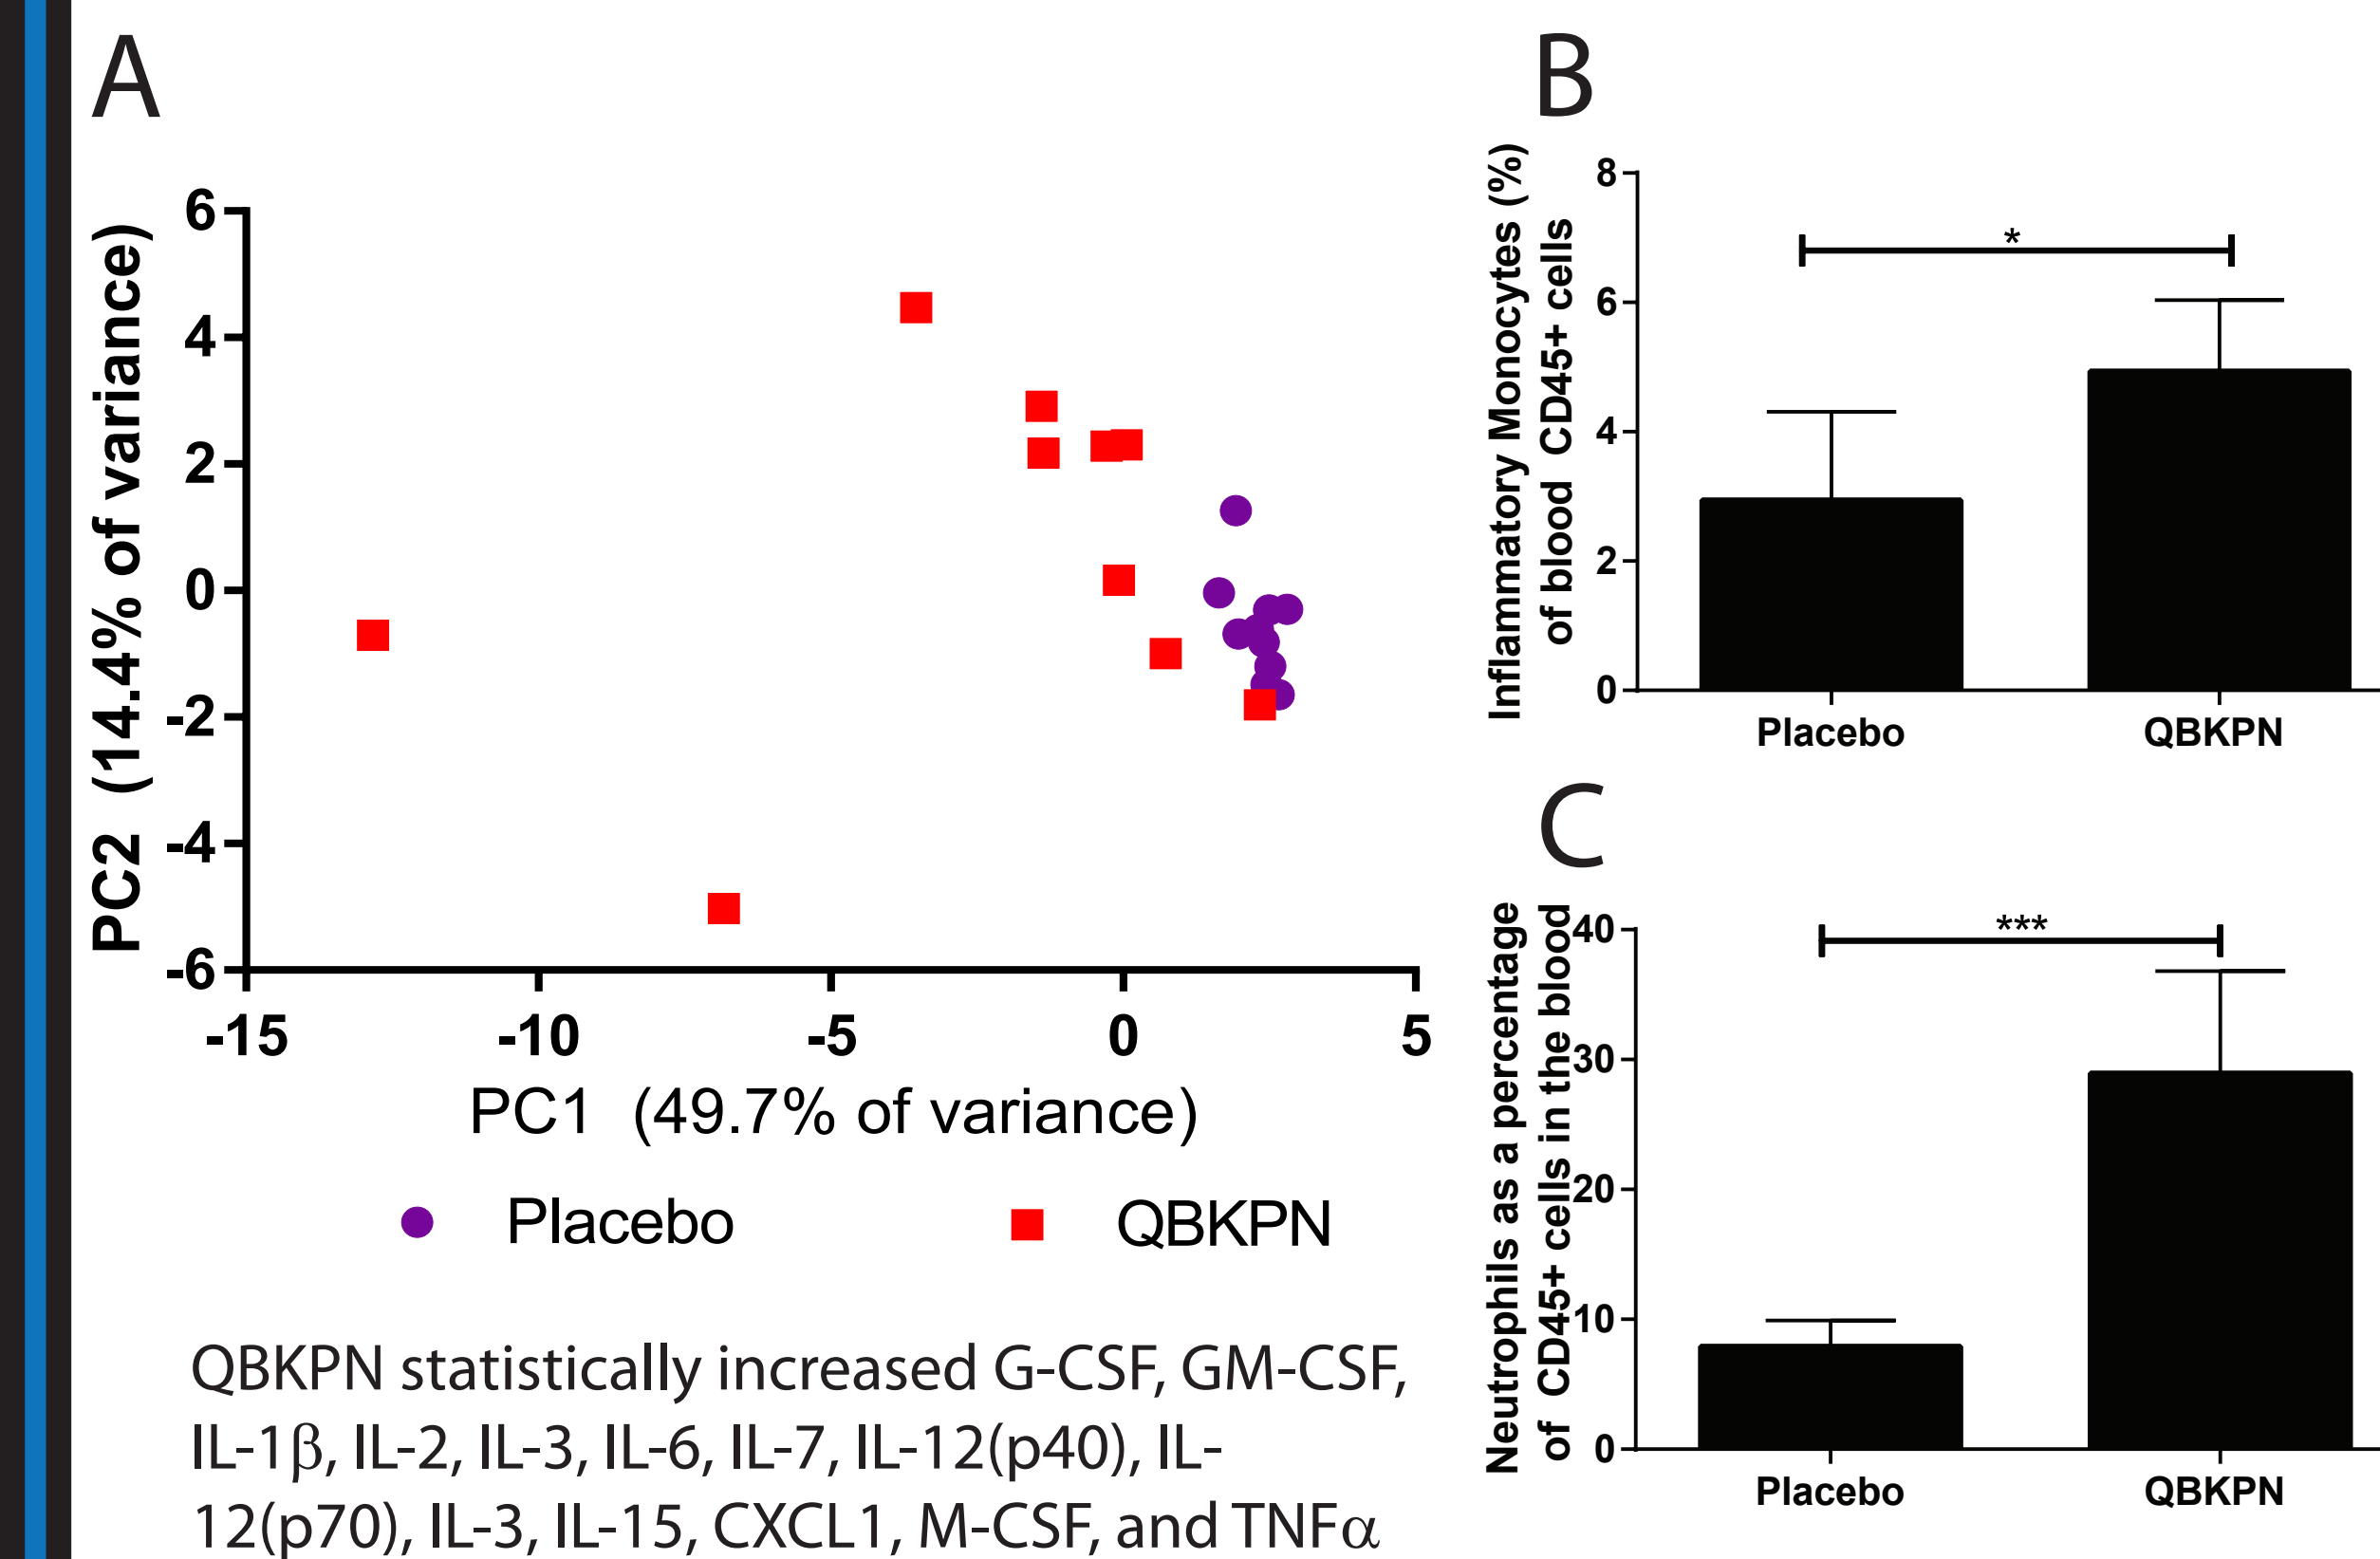 A
PC2 (14.4% of variance)
6
4
2
0
-2
-4
-6
-15 -10 -5 0 5
PC1 (49.7% of variance)
Placebo QBKPN
QBKPN statistically increased G-CSF, GM-CSF,
IL-1β, IL-2, IL-3, IL-6, IL-7, IL-12(p40), IL-
12(p70), IL-3, IL-15, CXCL1, M-CSF, and TNFα
B
Inflammatory Monocytes (%)
of blood CD45+ cells
8
6
4
2
0
*
Placebo QBKPN
C
Neutrophils as a percentage
of CD45+ cells in the blood
40
30
20
10
0
***
Placebo QBKPN